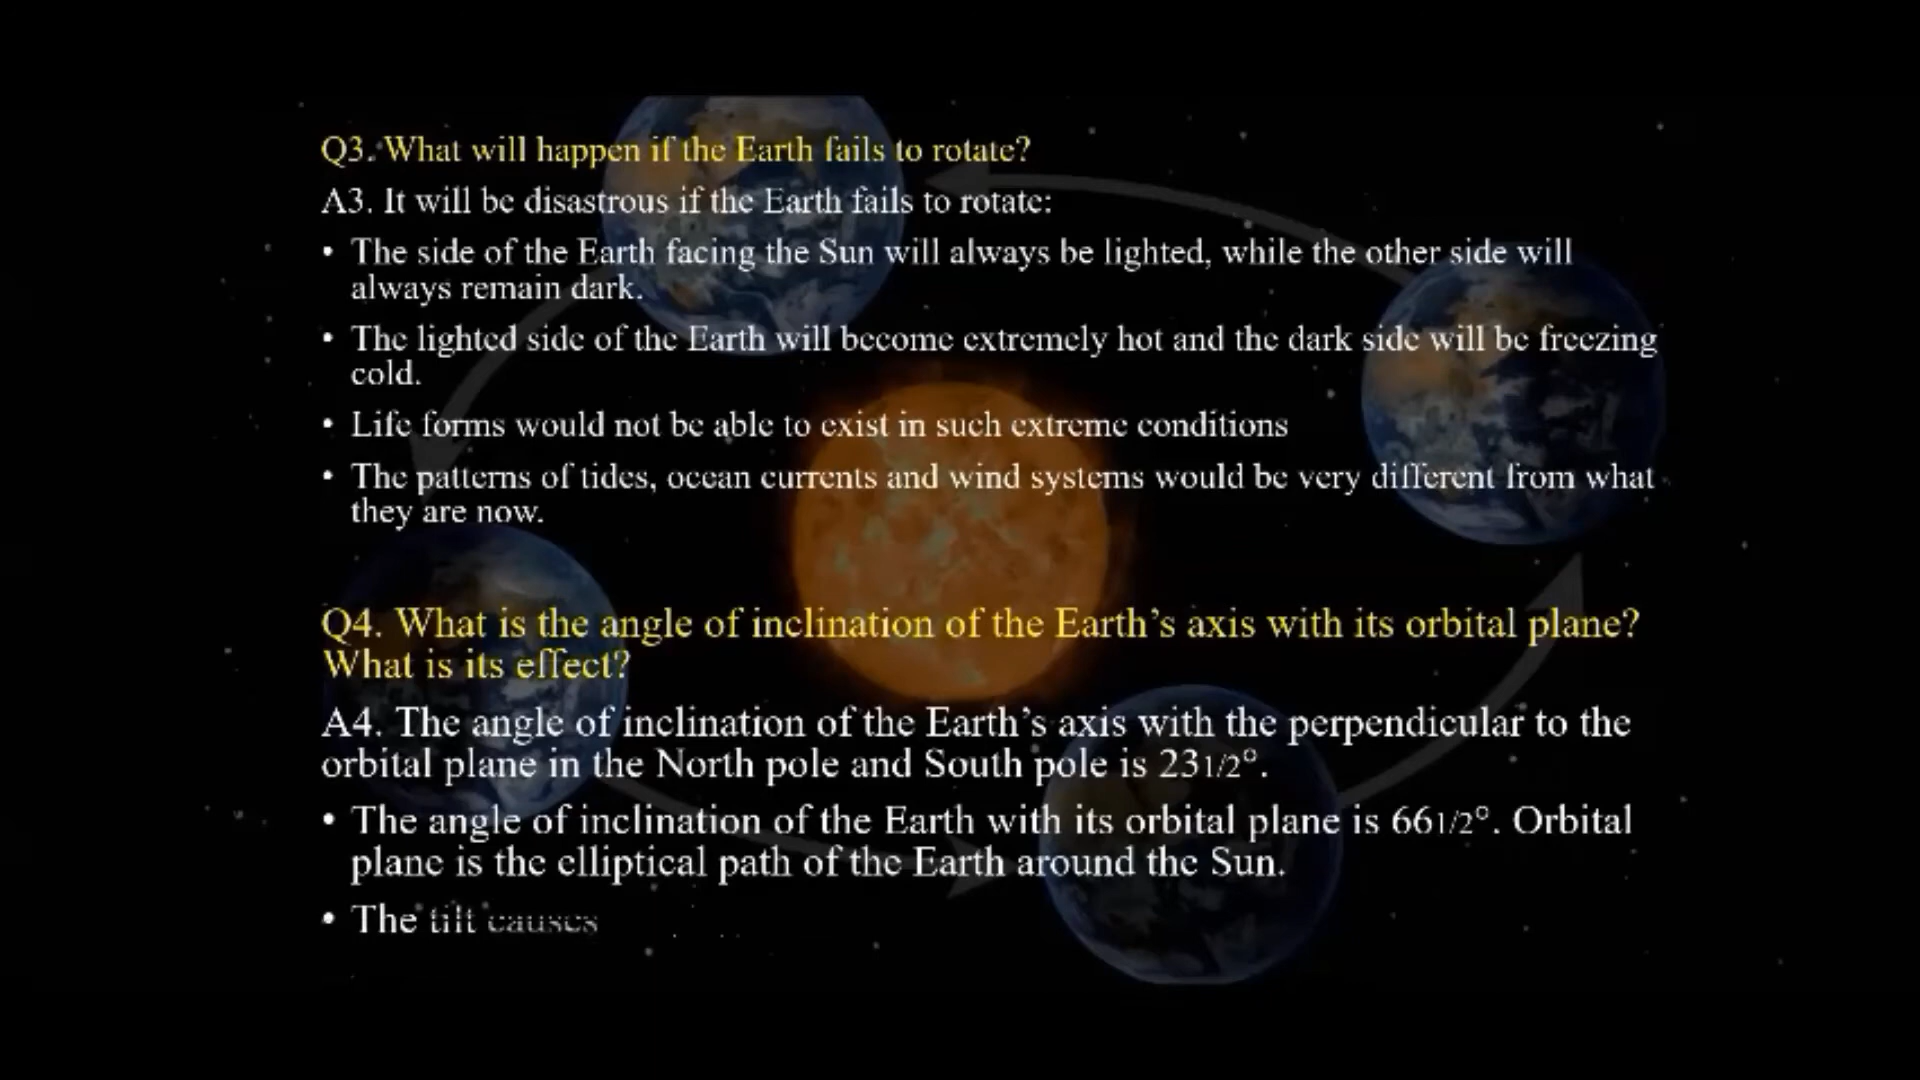 Q3. What will happen if the Earth fails to rotate?
A3. It will be disastrous if the Earth fails to rotate:
• The side of the Earth facing the Sun will always be lighted, while the other side will
always remain dark.
• The lighted side of the Earth will become extremely hot and the dark side will be freezing
cold.
• Life forms would not be able to exist in such extreme conditions
• The patterns of tides, ocean currents and wind systems would be very different from what
they are now.
Q4. What is the angle of inclination of the Earth’s axis with its orbital plane?
What is its effect?
A4. The angle of inclination of the Earth’s axis with the perpendicular to the
orbital plane in the North pole and South pole is 231/2°.
• The angle of inclination of the Earth with its orbital plane is 661/2°. Orbital
plane is the elliptical path of the Earth around the Sun.
• The tilt causes